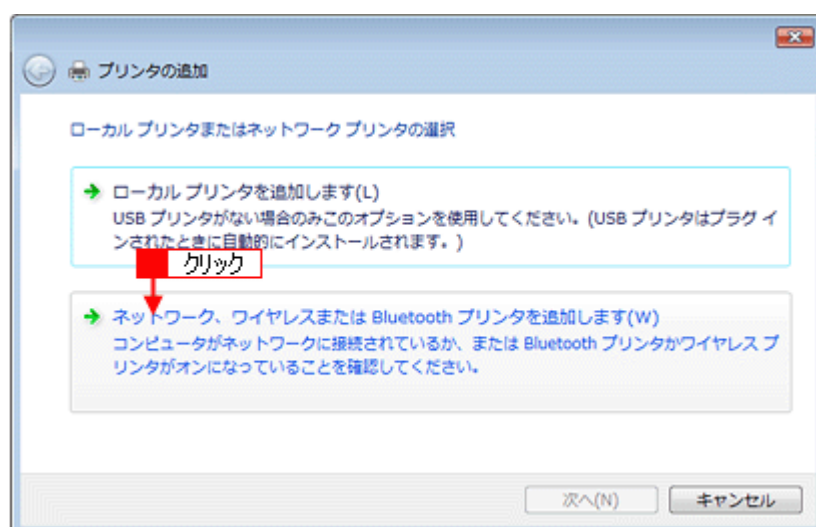 プリンタの追加
ローカル プリンタまたはネットワーク プリンタの選択
ローカル プリンタを追加します(L)
USB プリンタがない場合のみこのオプションを使用してください。(USB プリンタはプラグ イ
ンされたときに自動的にインストールされます。)
クリック
ネットワーク、ワイヤレスまたは Bluetooth プリンタを追加します(W)
コンピュータがネットワークに接続されているか、または Bluetooth プリンタかワイヤレス プ
リンタがオンになっていることを確認してください。
次へ(N)
キャンセル